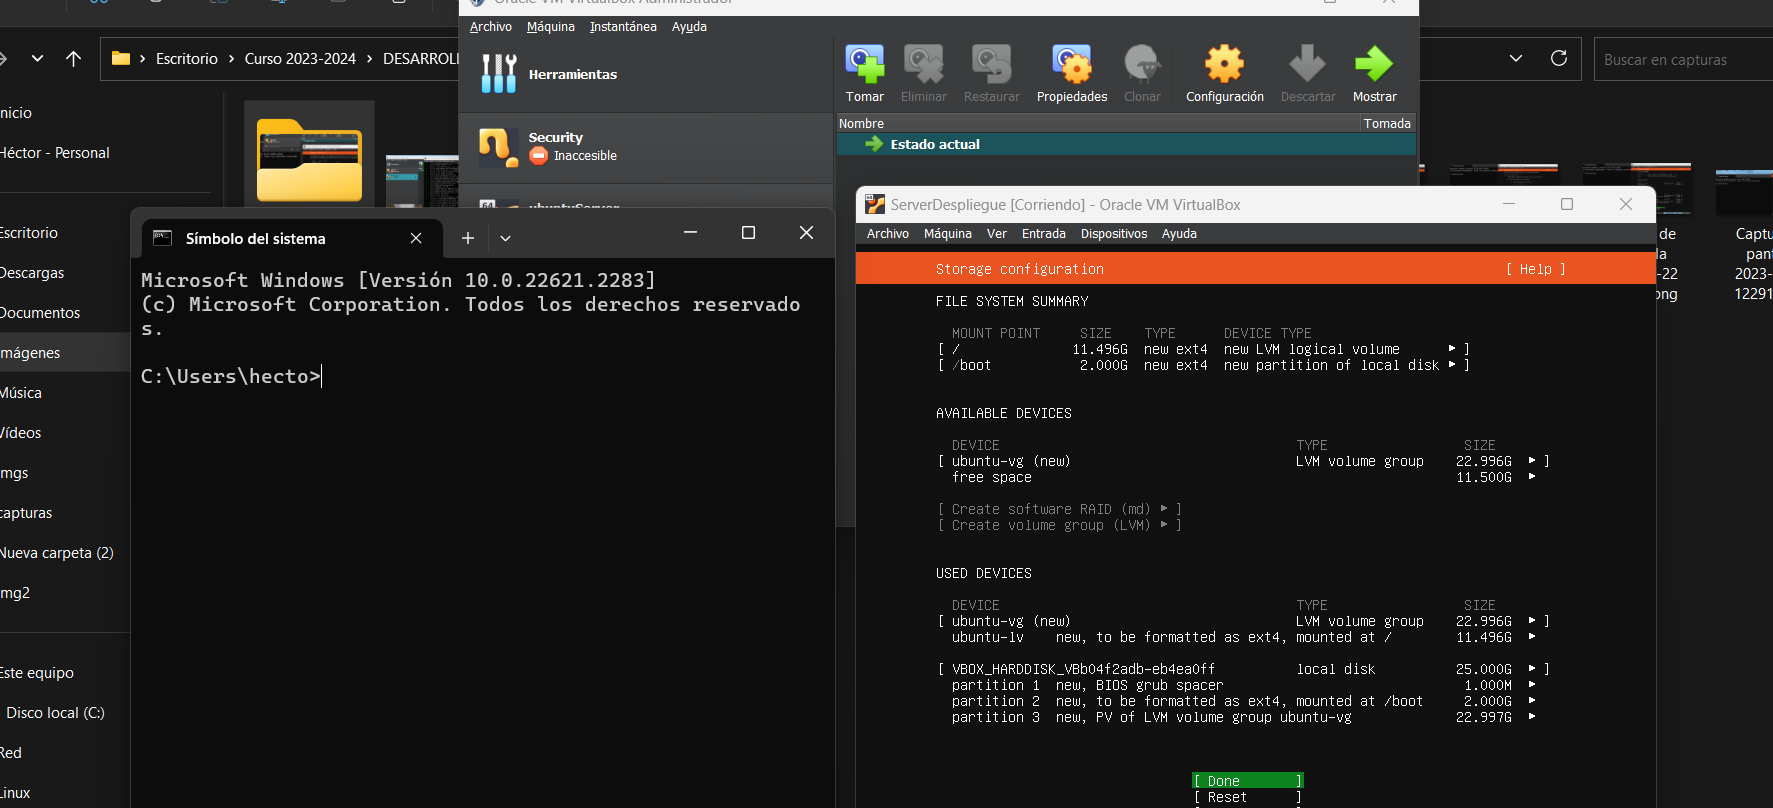 Oracle VM VirtualBox Administrador
Archivo Máquina Instantánea Ayuda
Escritorio > Curso 2023-2024 > DESARROLI
Buscar en capturas
Herramientas
Tomar Eliminar Restaurar Propiedades Clonar Configuración Descartar Mostrar
Nombre Tomada
Estado actual
Security
Inaccesible
ubuntuServer
nicio
Héctor - Personal
Escritorio
Descargas
Documentos
mágenes
Música
Vídeos
mgs
capturas
Nueva carpeta (2)
mg2
Este equipo
Disco local (C:)
Red
Linux
Símbolo del sistema
Microsoft Windows [Versión 10.0.22621.2283]
(c) Microsoft Corporation. Todos los derechos reservado
s.
C:\Users\hecto>
ServerDespliegue [Corriendo] - Oracle VM VirtualBox
Archivo Máquina Ver Entrada Dispositivos Ayuda
Storage configuration [ Help ]
FILE SYSTEM SUMMARY
MOUNT POINT SIZE TYPE DEVICE TYPE
[ / 11.496G new ext4 new LVM logical volume ▸ ]
[ /boot 2.000G new ext4 new partition of local disk ▸ ]
AVAILABLE DEVICES
DEVICE TYPE SIZE
[ ubuntu-vg (new) LVM volume group 22.996G ▸ ]
free space 11.500G ▸
[ Create software RAID (md) ▸ ]
[ Create volume group (LVM) ▸ ]
USED DEVICES
DEVICE TYPE SIZE
[ ubuntu-vg (new) LVM volume group 22.996G ▸ ]
ubuntu-lv new, to be formatted as ext4, mounted at / 11.496G ▸
[ VBOX_HARDDISK_VBb04f2adb-eb4ea0ff local disk 25.000G ▸ ]
partition 1 new, BIOS grub spacer 1.000M ▸
partition 2 new, to be formatted as ext4, mounted at /boot 2.000G ▸
partition 3 new, PV of LVM volume group ubuntu-vg 22.997G ▸
[ Done ]
[ Reset ]
de
la
-22
ong
Captu
pant
2023-
12291